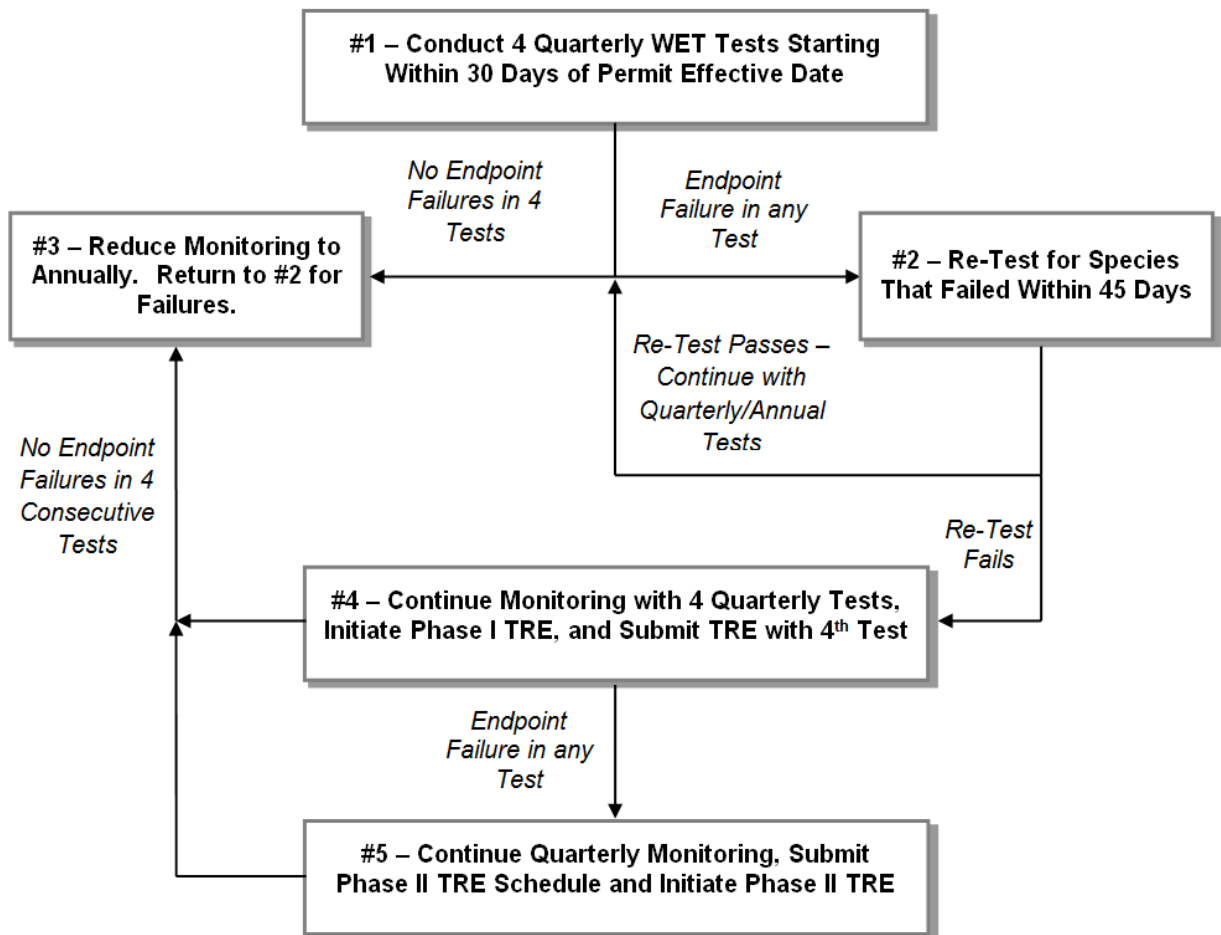 #1 – Conduct 4 Quarterly WET Tests Starting
Within 30 Days of Permit Effective Date
No Endpoint
Failures in 4
Tests
Endpoint
Failure in any
Test
#3 – Reduce Monitoring to
Annually. Return to #2 for
Failures.
#2 – Re-Test for Species
That Failed Within 45 Days
Re-Test Passes –
Continue with
Quarterly/Annual
Tests
No Endpoint
Failures in 4
Consecutive
Tests
Re-Test
Fails
#4 – Continue Monitoring with 4 Quarterly Tests,
Initiate Phase I TRE, and Submit TRE with 4th Test
Endpoint
Failure in any
Test
#5 – Continue Quarterly Monitoring, Submit
Phase II TRE Schedule and Initiate Phase II TRE